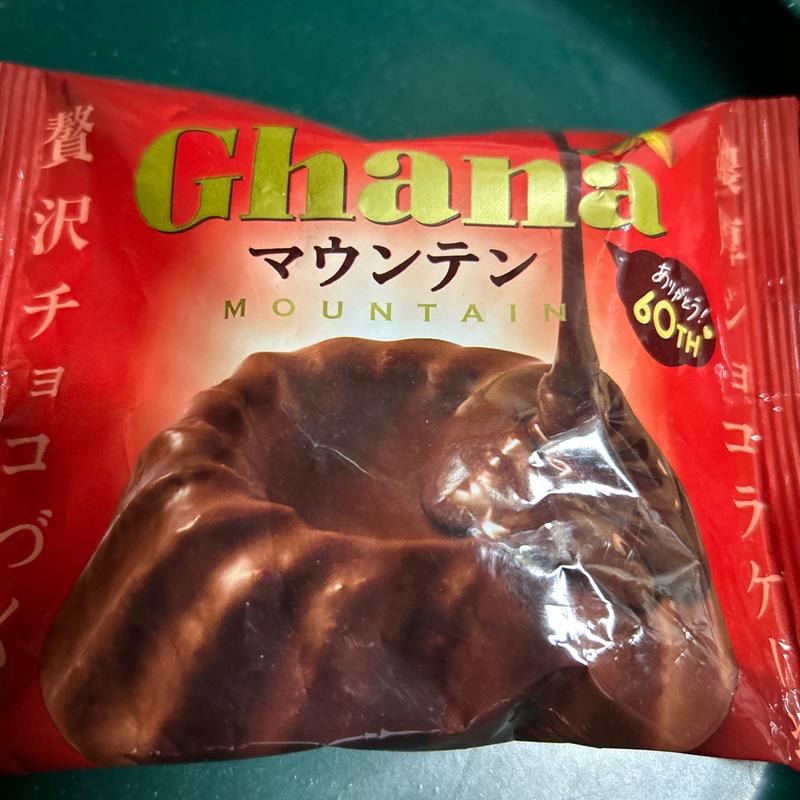 Ghana
マウンテン
MOUNTAIN
ありがとう!
60TH
贅沢チョコづく
濃厚ショコラケー